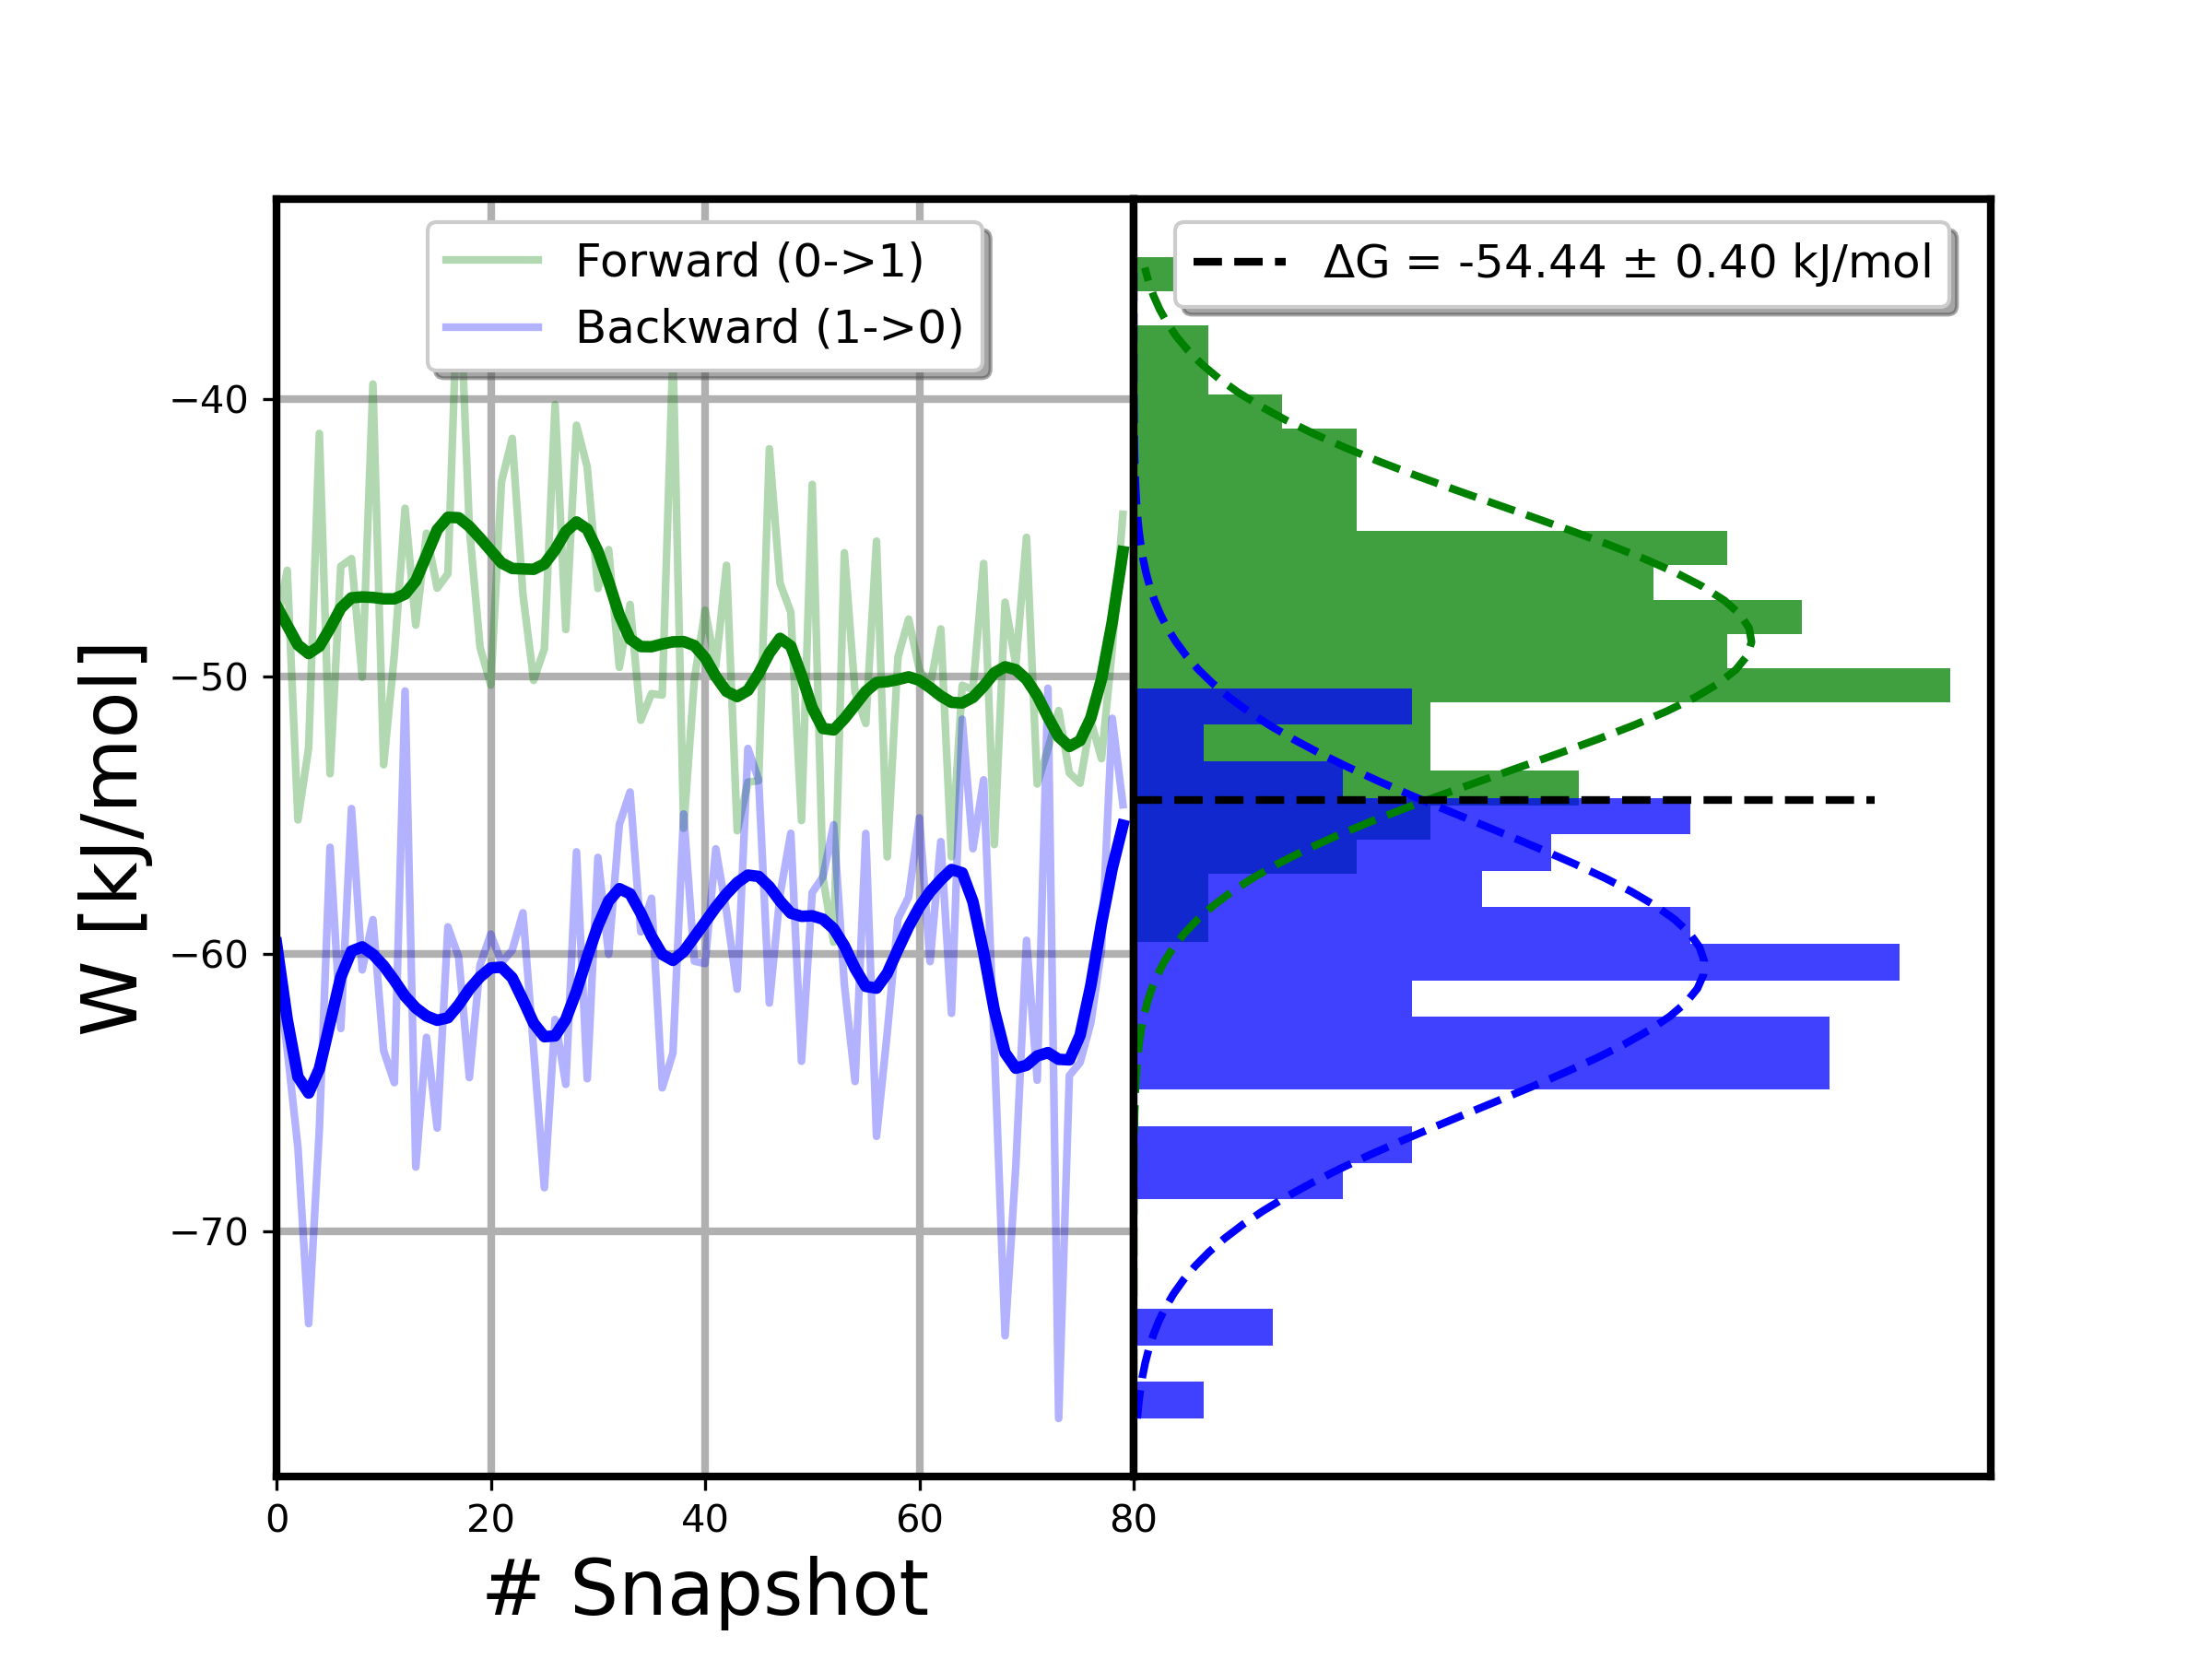 Forward (0->1)
Backward (1->0)
ΔG = -54.44 ± 0.40 kJ/mol
W [kJ/mol]
−40
−50
−60
−70
0 20 40 60 80
# Snapshot